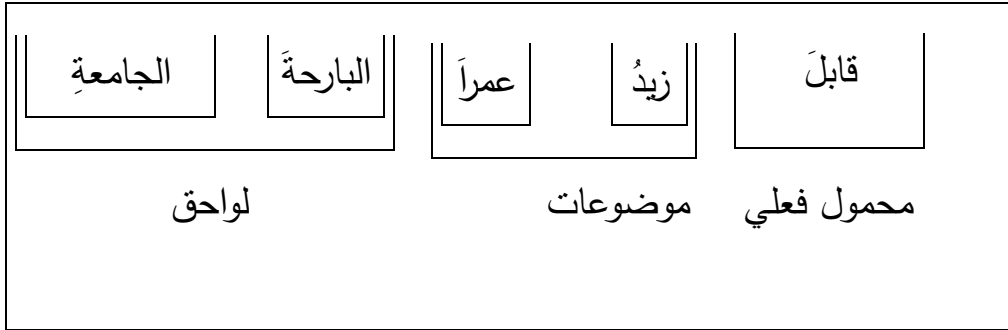 قابلَ زيدُ عمراَ البارحةَ الجامعةِ
محمول فعلي موضوعات لواحق